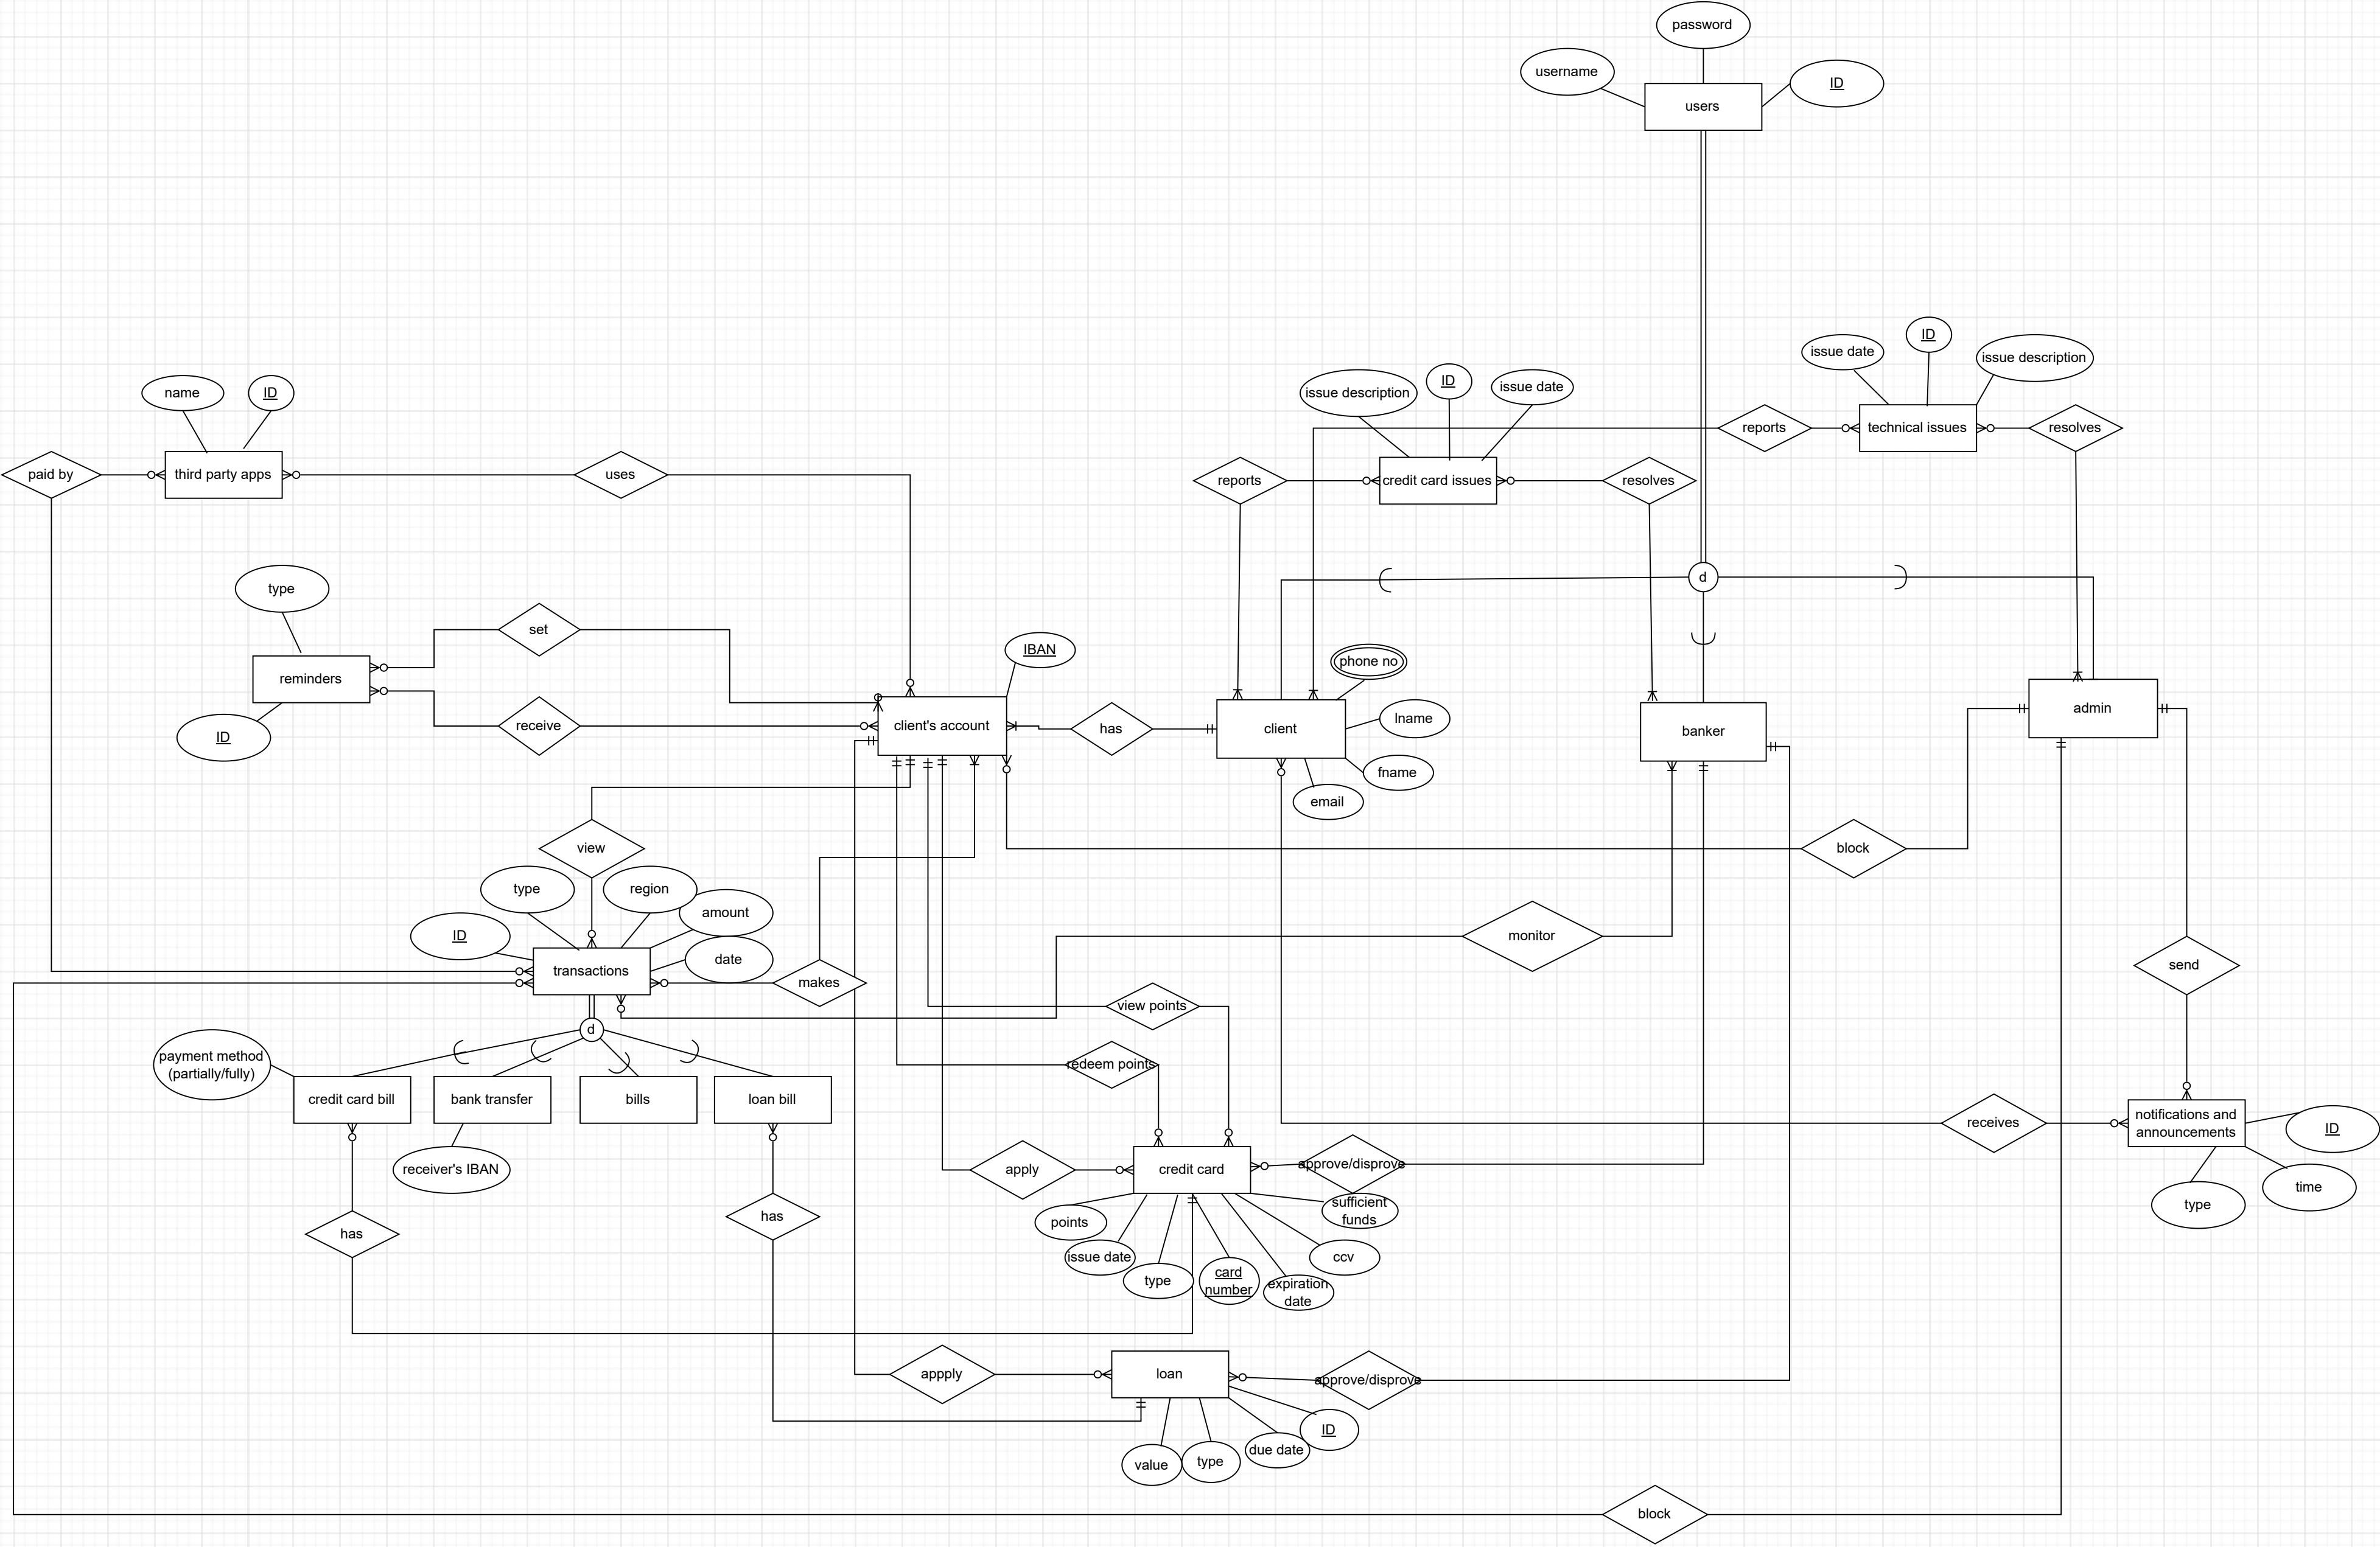 password
username
ID
users
ID
issue date
issue description
name
ID
issue description
ID
issue date
reports
technical issues
resolves
paid by
third party apps
uses
reports
credit card issues
resolves
d
type
set
IBAN
phone no
reminders
ID
receive
client's account
has
client
lname
fname
email
banker
admin
view
block
type
region
amount
ID
date
monitor
transactions
makes
send
view points
d
payment method
(partially/fully)
redeem points
credit card bill
bank transfer
bills
loan bill
receives
notifications and
announcements
ID
receiver's IBAN
apply
credit card
approve/disprove
time
type
has
has
points
issue date
type
card
number
expiration
date
ccv
sufficient
funds
appply
loan
approve/disprove
value
type
due date
ID
block